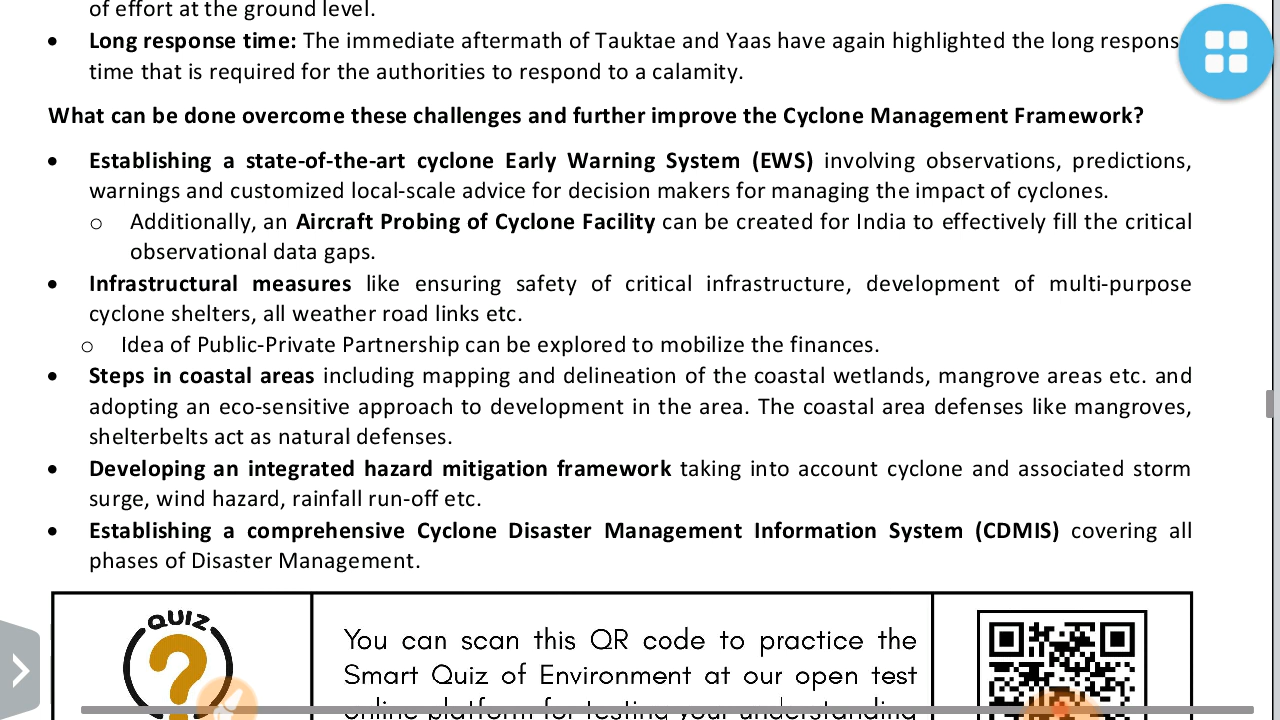 of effort at the ground level.
• Long response time: The immediate aftermath of Tauktae and Yaas have again highlighted the long respons
time that is required for the authorities to respond to a calamity.
What can be done overcome these challenges and further improve the Cyclone Management Framework?
• Establishing a state-of-the-art cyclone Early Warning System (EWS) involving observations, predictions,
warnings and customized local-scale advice for decision makers for managing the impact of cyclones.
o Additionally, an Aircraft Probing of Cyclone Facility can be created for India to effectively fill the critical
observational data gaps.
• Infrastructural measures like ensuring safety of critical infrastructure, development of multi-purpose
cyclone shelters, all weather road links etc.
o Idea of Public-Private Partnership can be explored to mobilize the finances.
• Steps in coastal areas including mapping and delineation of the coastal wetlands, mangrove areas etc. and
adopting an eco-sensitive approach to development in the area. The coastal area defenses like mangroves,
shelterbelts act as natural defenses.
• Developing an integrated hazard mitigation framework taking into account cyclone and associated storm
surge, wind hazard, rainfall run-off etc.
• Establishing a comprehensive Cyclone Disaster Management Information System (CDMIS) covering all
phases of Disaster Management.
QUIZ
You can scan this QR code to practice the
Smart Quiz of Environment at our open test
online platform for testing your understanding